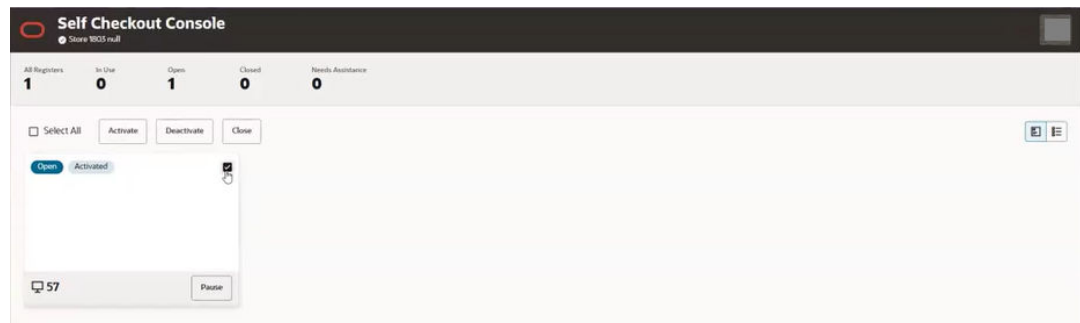 Self Checkout Console
Store 1803 null
All Registers In Use Open Closed Needs Assistance
1 0 1 0 0
Select All Activate Deactivate Close
Open Activated
57 Pause